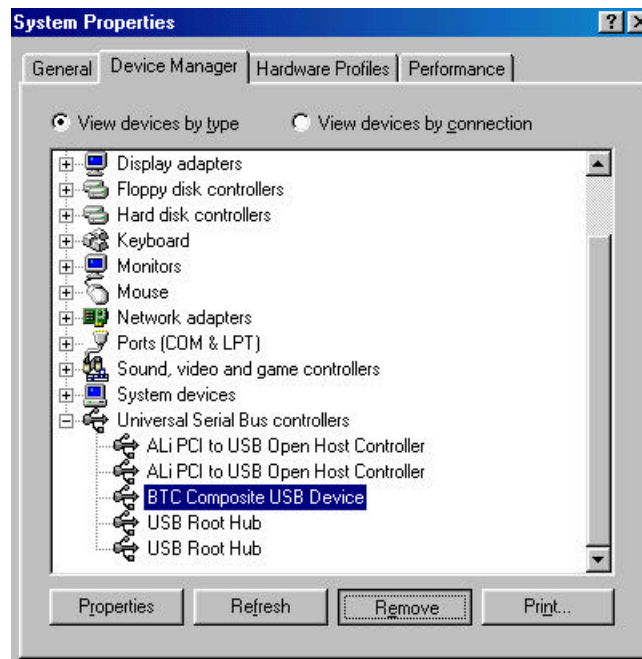 System Properties
General Device Manager Hardware Profiles Performance
View devices by type View devices by connection
Display adapters
Floppy disk controllers
Hard disk controllers
Keyboard
Monitors
Mouse
Network adapters
Ports (COM & LPT)
Sound, video and game controllers
System devices
Universal Serial Bus controllers
ALi PCI to USB Open Host Controller
ALi PCI to USB Open Host Controller
BTC Composite USB Device
USB Root Hub
USB Root Hub
Properties Refresh Remove Print...